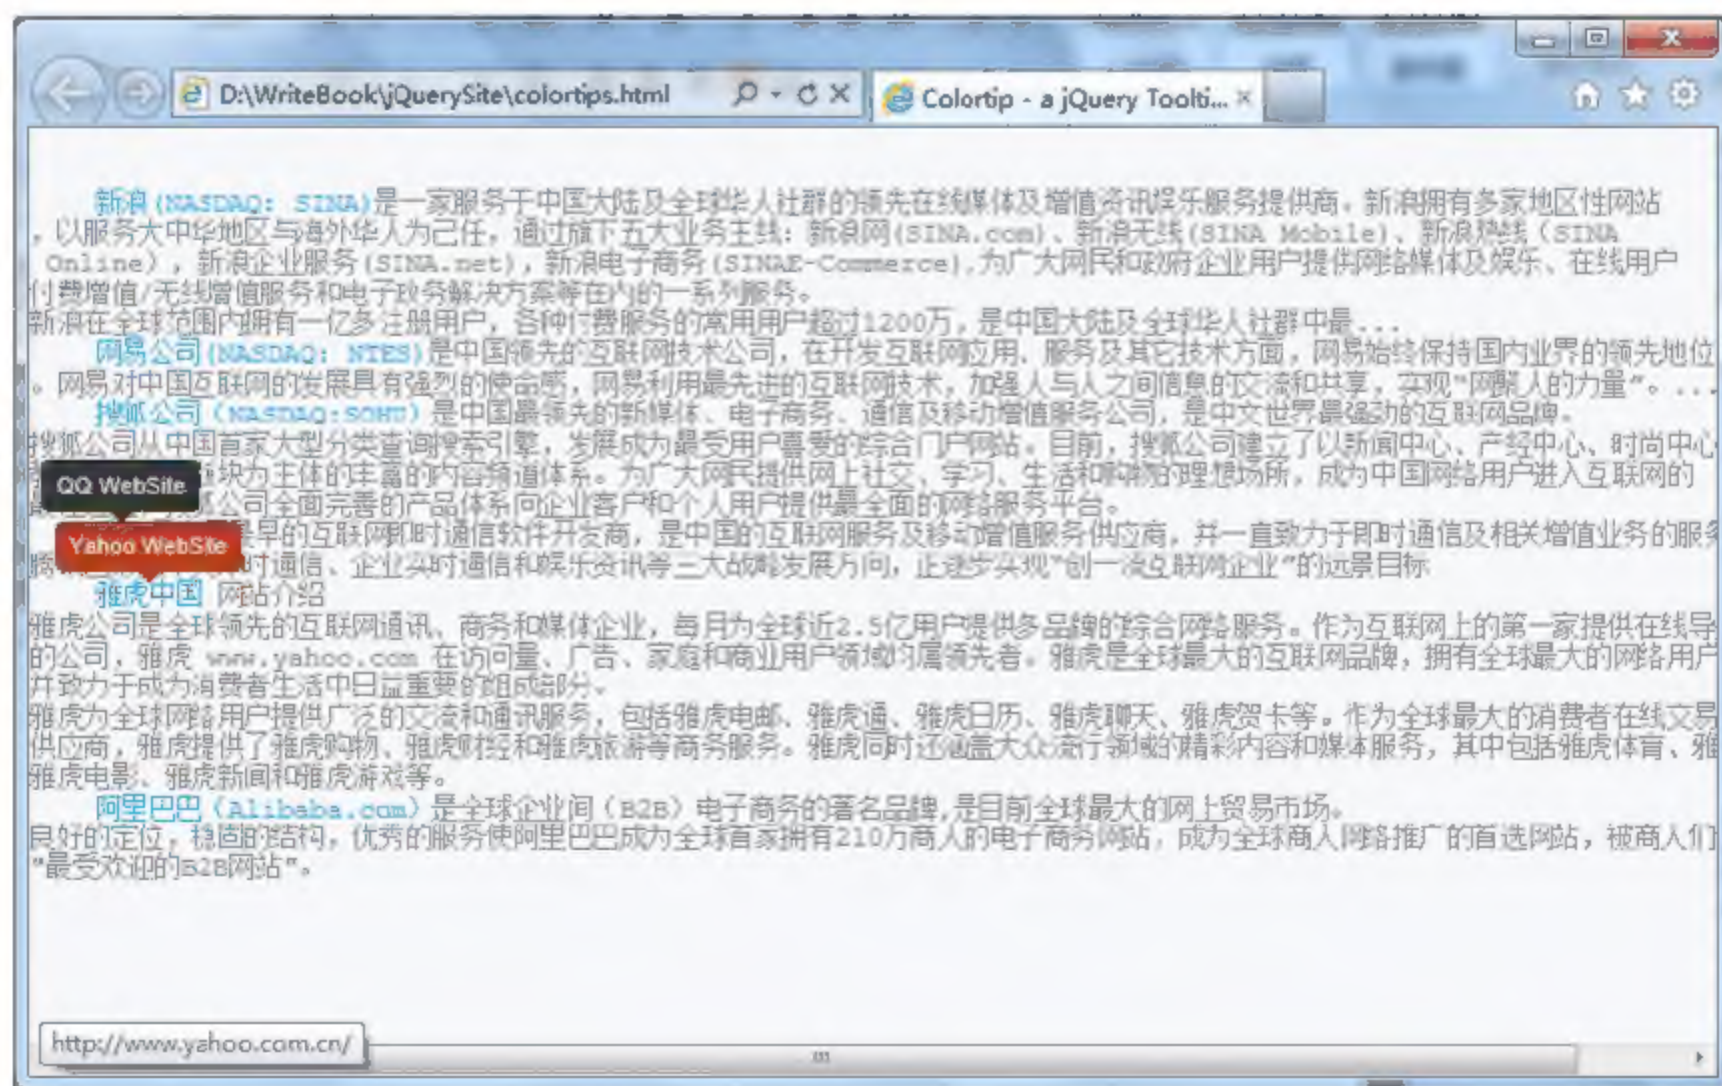 D:\WriteBook\jQuerySite\colortips.html
Colortip - a jQuery Toolti...
新浪(NASDAQ: SINA)是一家服务于中国大陆及全球华人社群的领先在线媒体及增值资讯娱乐服务提供商。新浪拥有多家地区性网站
，以服务大中华地区与海外华人为己任，通过旗下五大业务主线：新浪网(SINA.com)、新浪无线(SINA Mobile)、新浪热线（SINA
Online），新浪企业服务(SINA.net)，新浪电子商务(SINAE-Commerce),为广大网民和政府企业用户提供网络媒体及娱乐、在线用户
付费增值/无线增值服务和电子政务解决方案等在内的一系列服务。
新浪在全球范围内拥有一亿多注册用户，各种付费服务的常用用户超过1200万，是中国大陆及全球华人社群中最...
网易公司(NASDAQ: NTES)是中国领先的互联网技术公司，在开发互联网应用、服务及其它技术方面，网易始终保持国内业界的领先地位
。网易对中国互联网的发展具有强烈的使命感，网易利用最先进的互联网技术，加强人与人之间信息的交流和共享，实现"网聚人的力量"。...
搜狐公司（NASDAQ:SOHU）是中国最领先的新媒体、电子商务、通信及移动增值服务公司，是中文世界最强劲的互联网品牌。
搜狐公司从中国首家大型分类查询搜索引擎，发展成为最受用户喜爱的综合门户网站。目前，搜狐公司建立了以新闻中心、产经中心、时尚中心
块为主体的丰富的内容频道体系。为广大网民提供网上社交、学习、生活和购物的理想场所，成为中国网络用户进入互联网的
QQ WebSite
公司全面完善的产品体系向企业客户和个人用户提供最全面的网络服务平台。
早的互联网即时通信软件开发商，是中国的互联网服务及移动增值服务供应商，并一直致力于即时通信及相关增值业务的服务
Yahoo WebSite
时通信、企业实时通信和娱乐资讯等三大战略发展方向，正逐步实现"创一流互联网企业"的远景目标
雅虎中国 网站介绍
雅虎公司是全球领先的互联网通讯、商务和媒体企业，每月为全球近2.5亿用户提供多品牌的综合网络服务。作为互联网上的第一家提供在线导
的公司，雅虎 www.yahoo.com 在访问量、广告、家庭和商业用户领域均属领先者。雅虎是全球最大的互联网品牌，拥有全球最大的网络用户
并致力于成为消费者生活中日益重要的组成部分。
雅虎为全球网络用户提供广泛的交流和通讯服务，包括雅虎电邮、雅虎通、雅虎日历、雅虎聊天、雅虎贺卡等。作为全球最大的消费者在线交易
供应商，雅虎提供了雅虎购物、雅虎财经和雅虎旅游等商务服务。雅虎同时还涵盖大众流行领域的精彩内容和媒体服务，其中包括雅虎体育、雅
雅虎电影、雅虎新闻和雅虎游戏等。
阿里巴巴（Alibaba.com）是全球企业间（B2B）电子商务的著名品牌,是目前全球最大的网上贸易市场。
良好的定位，稳固的结构，优秀的服务使阿里巴巴成为全球首家拥有210万商人的电子商务网站，成为全球商人网络推广的首选网站，被商人们
"最受欢迎的B2B网站"。
http://www.yahoo.com.cn/